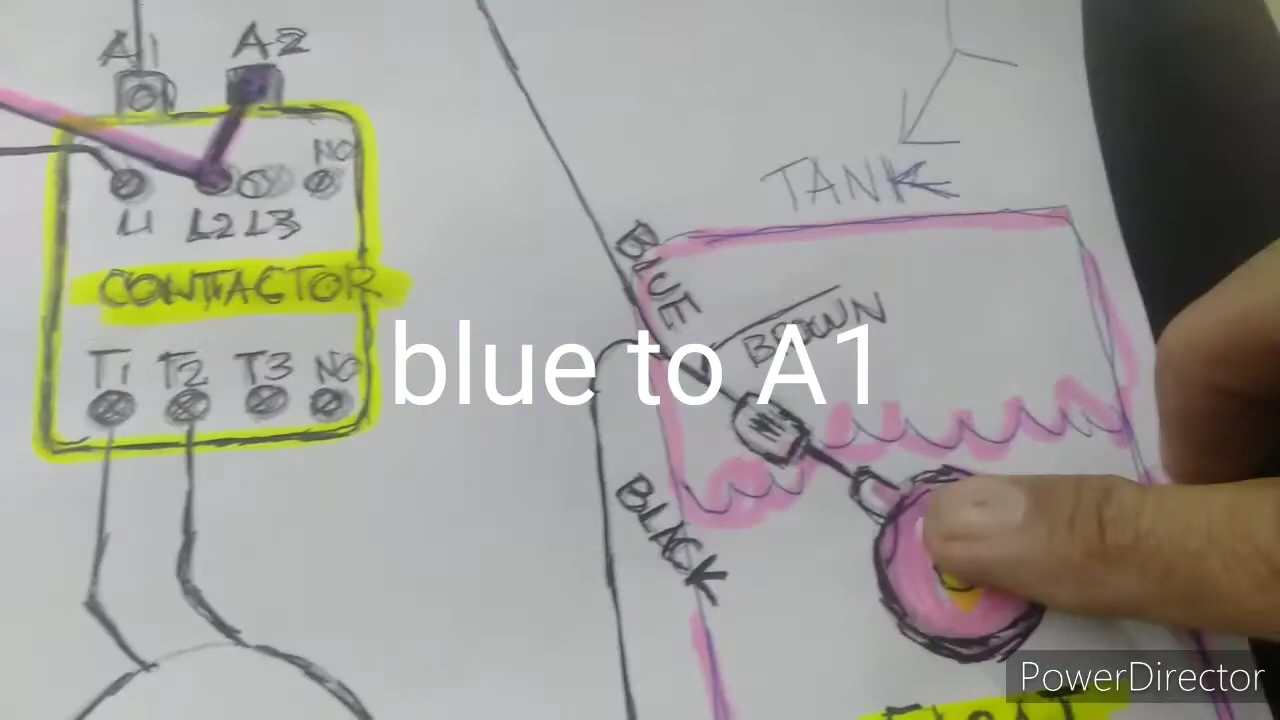 A1 A2
NO
L1 L2 L3
CONTACTOR
T1 T2 T3 NO
TANK
BLUE
BROWN
BLACK
blue to A1
FLOAT
PowerDirector